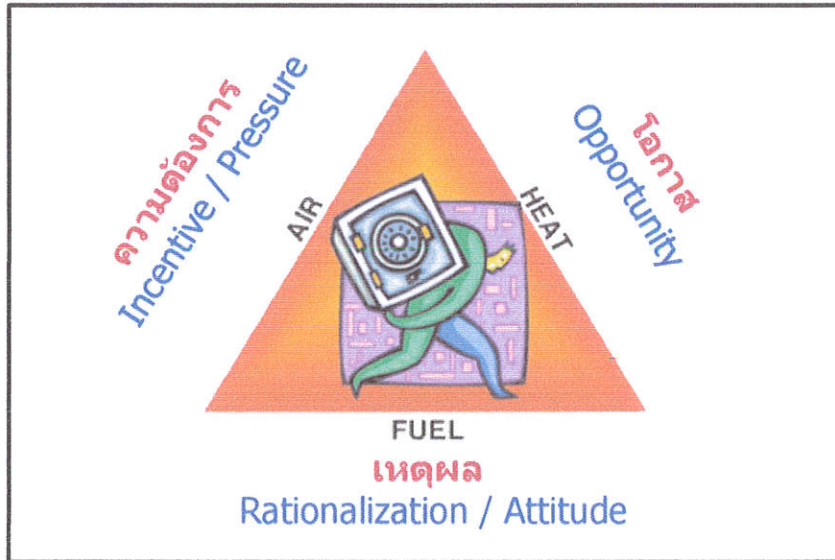 ความต้องการ
Incentive / Pressure
โอกาส
Opportunity
AIR
HEAT
FUEL
เหตุผล
Rationalization / Attitude